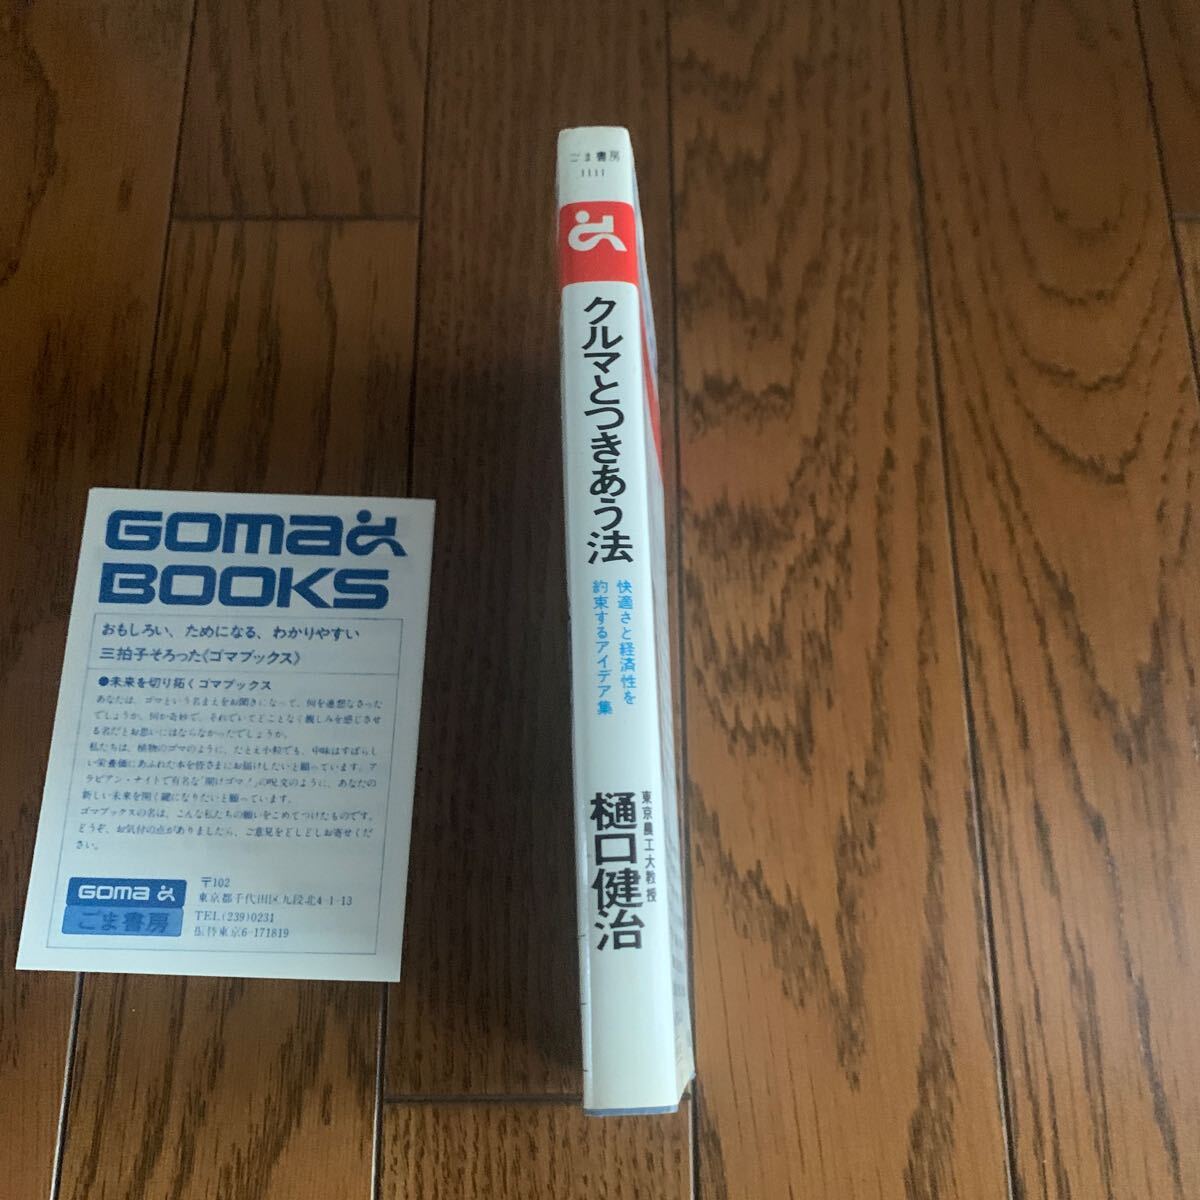 GOMA
BOOKS
おもしろい、ためになる、わかりやすい
三拍子そろった《ゴマブックス》
●未来を切り拓くゴマブックス
あなたは、ゴマという名まえをお聞きになって、何を連想なさった
でしょうか。何か奇妙で、それでいてどことなく親しみを感じさせ
る名だとお思いにはならなかったでしょうか。
私たちは、植物のゴマのように、たとえ小粒でも、中味はすばらし
い栄養価にあふれた本を皆さまにお届けしたいと願っています。ア
ラビアン・ナイトで有名な「開けゴマ！」の呪文のように、あなたの
新しい未来を開く鍵になりたいと願っています。
ゴマブックスの名は、こんな私たちの願いをこめてつけたものです。
どうぞ、お気付の点がありましたら、ご意見をどしどしお寄せくだ
さい。
GOMA
ごま書房
〒102
東京都千代田区九段北4-1-13
TEL(239)0231
振替東京6-171819
ごま書房
1111
クルマとつきあう法
快適さと経済性を
約束するアイデア集
東京農工大教授
樋口健治